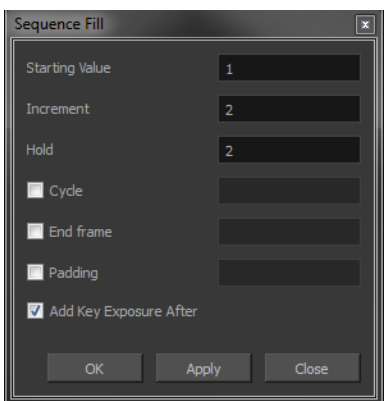 Sequence Fill
Starting Value 1
Increment 2
Hold 2
Cycle
End frame
Padding
Add Key Exposure After
OK Apply Close